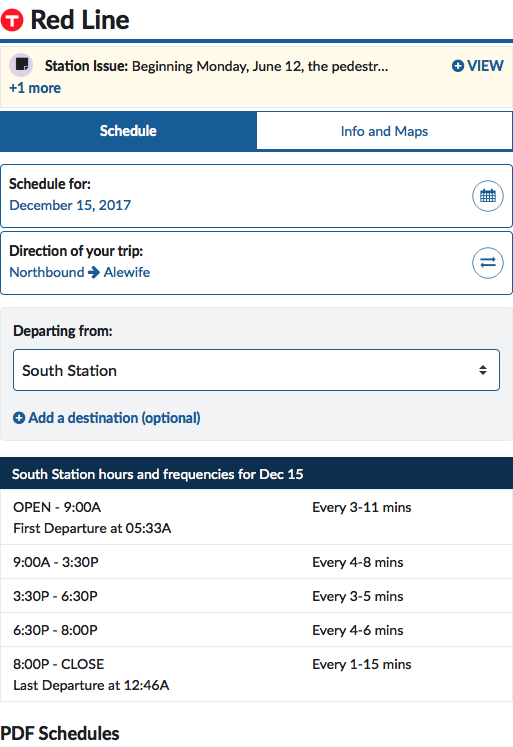 T Red Line
Station Issue: Beginning Monday, June 12, the pedestr... VIEW
+1 more
Schedule Info and Maps
Schedule for:
December 15, 2017
Direction of your trip:
Northbound → Alewife
Departing from:
South Station
Add a destination (optional)
South Station hours and frequencies for Dec 15
OPEN - 9:00A Every 3-11 mins
First Departure at 05:33A
9:00A - 3:30P Every 4-8 mins
3:30P - 6:30P Every 3-5 mins
6:30P - 8:00P Every 4-6 mins
8:00P - CLOSE Every 1-15 mins
Last Departure at 12:46A
PDF Schedules